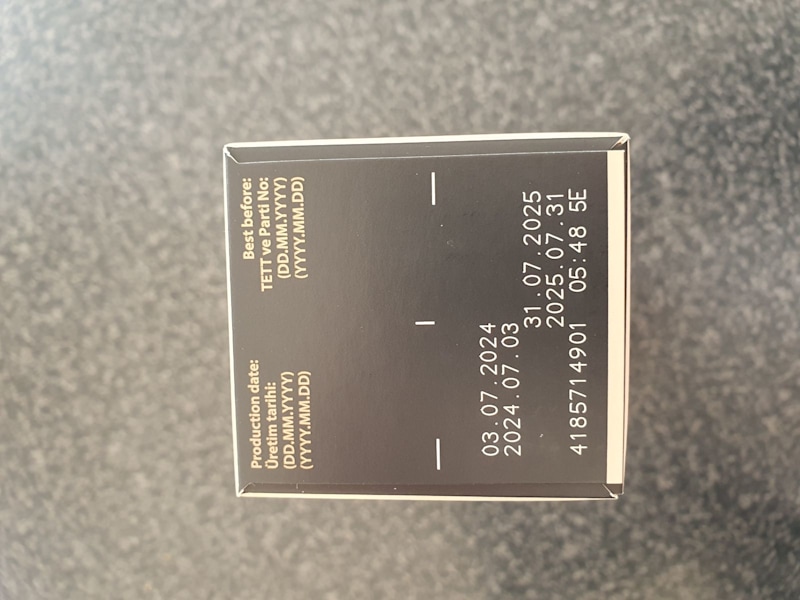 Production date:
Üretim tarihi:
(DD.MM.YYYY)
(YYYY.MM.DD)
Best before:
TETT ve Parti No:
(DD.MM.YYYY)
(YYYY.MM.DD)
03.07.2024
2024.07.03
31.07.2025
2025.07.31
4185714901 05:48 5E